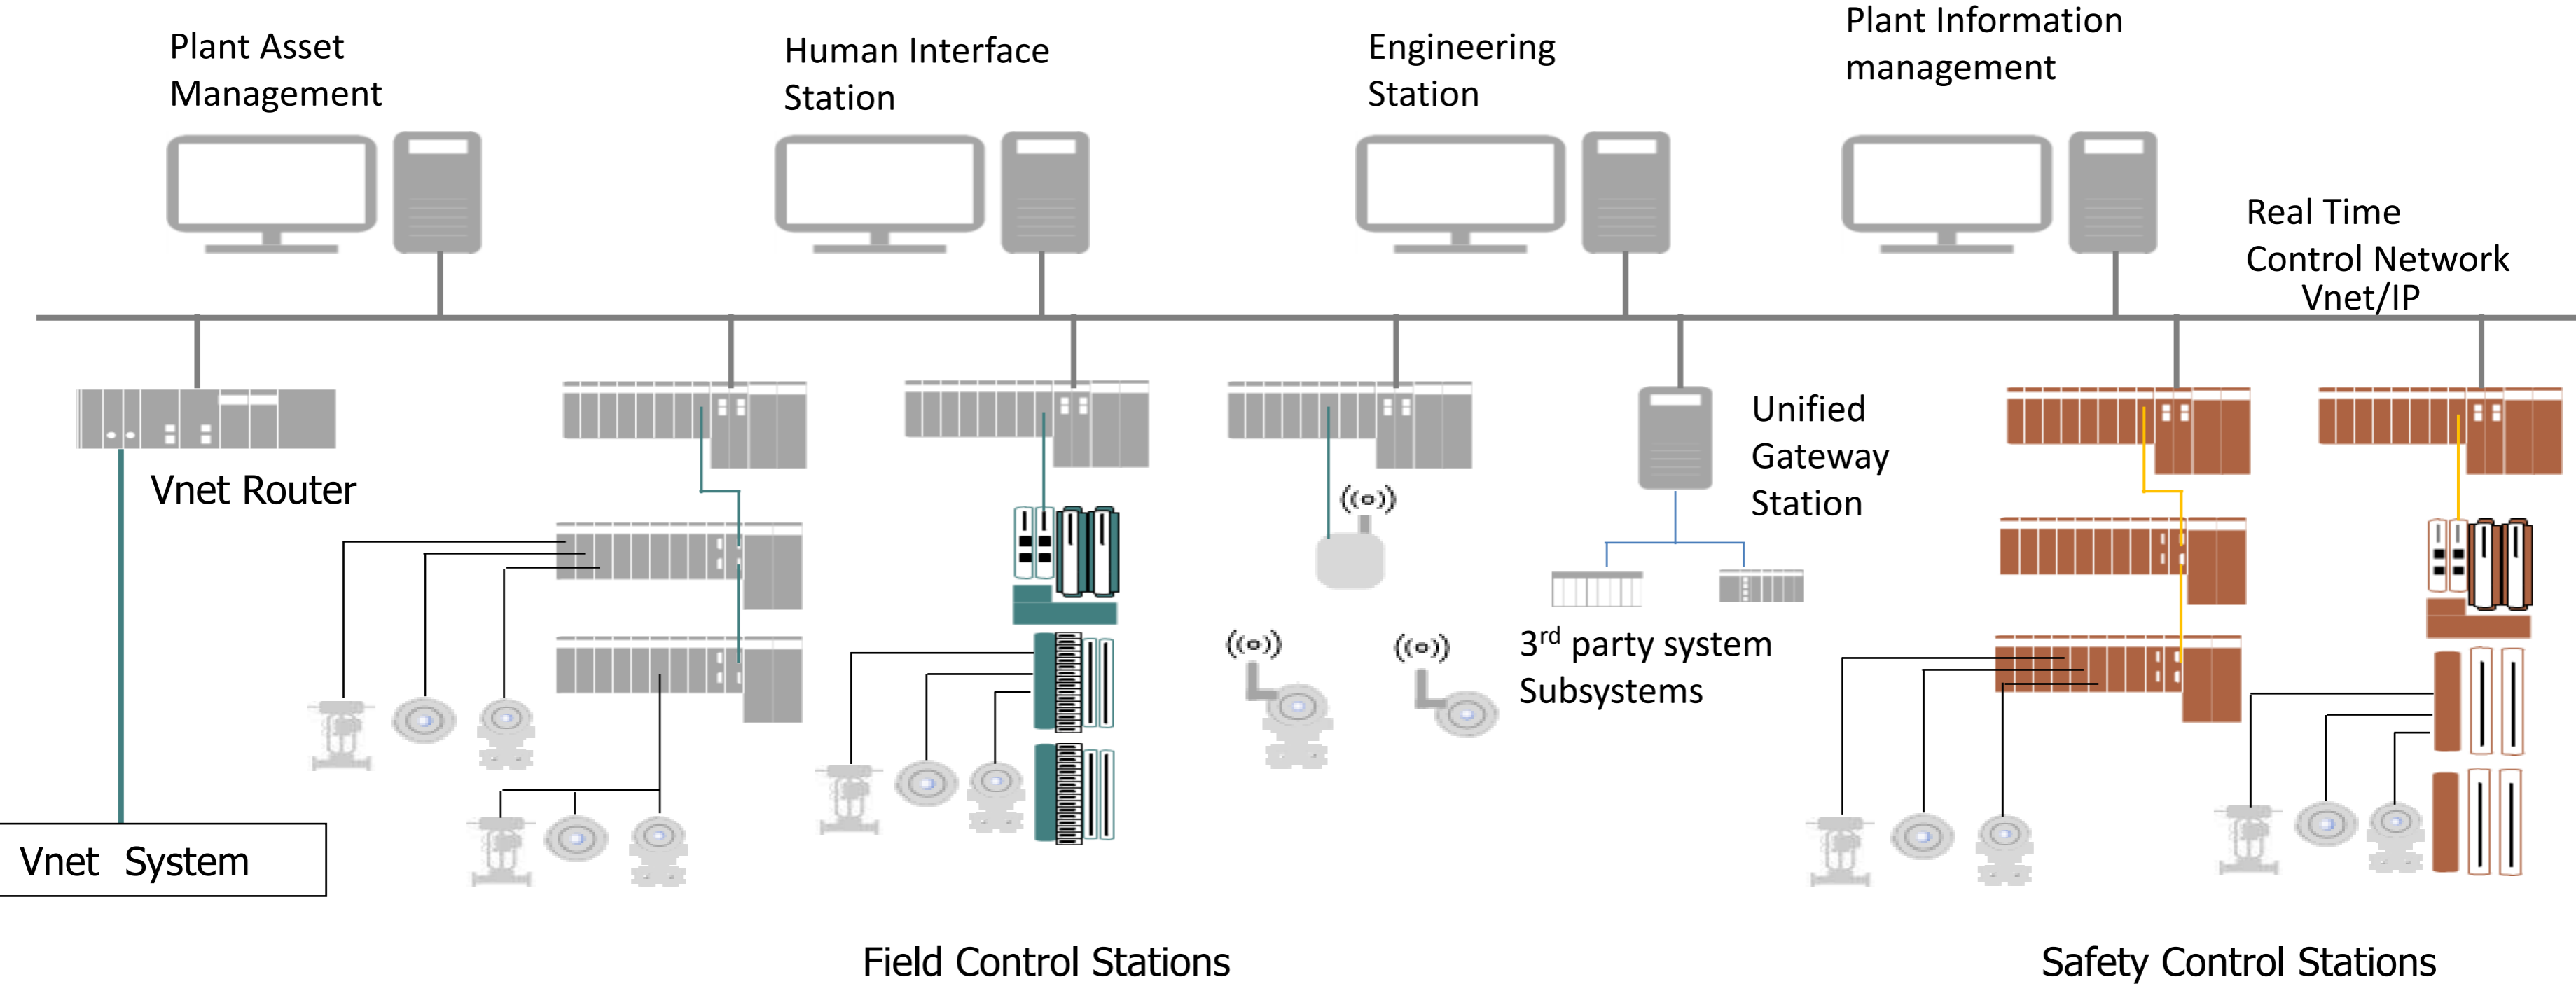 Plant Asset
Management
Human Interface
Station
Engineering
Station
Plant Information
management
Real Time
Control Network
Vnet/IP
Vnet Router
Unified
Gateway
Station
3rd party system
Subsystems
Vnet System
Field Control Stations
Safety Control Stations